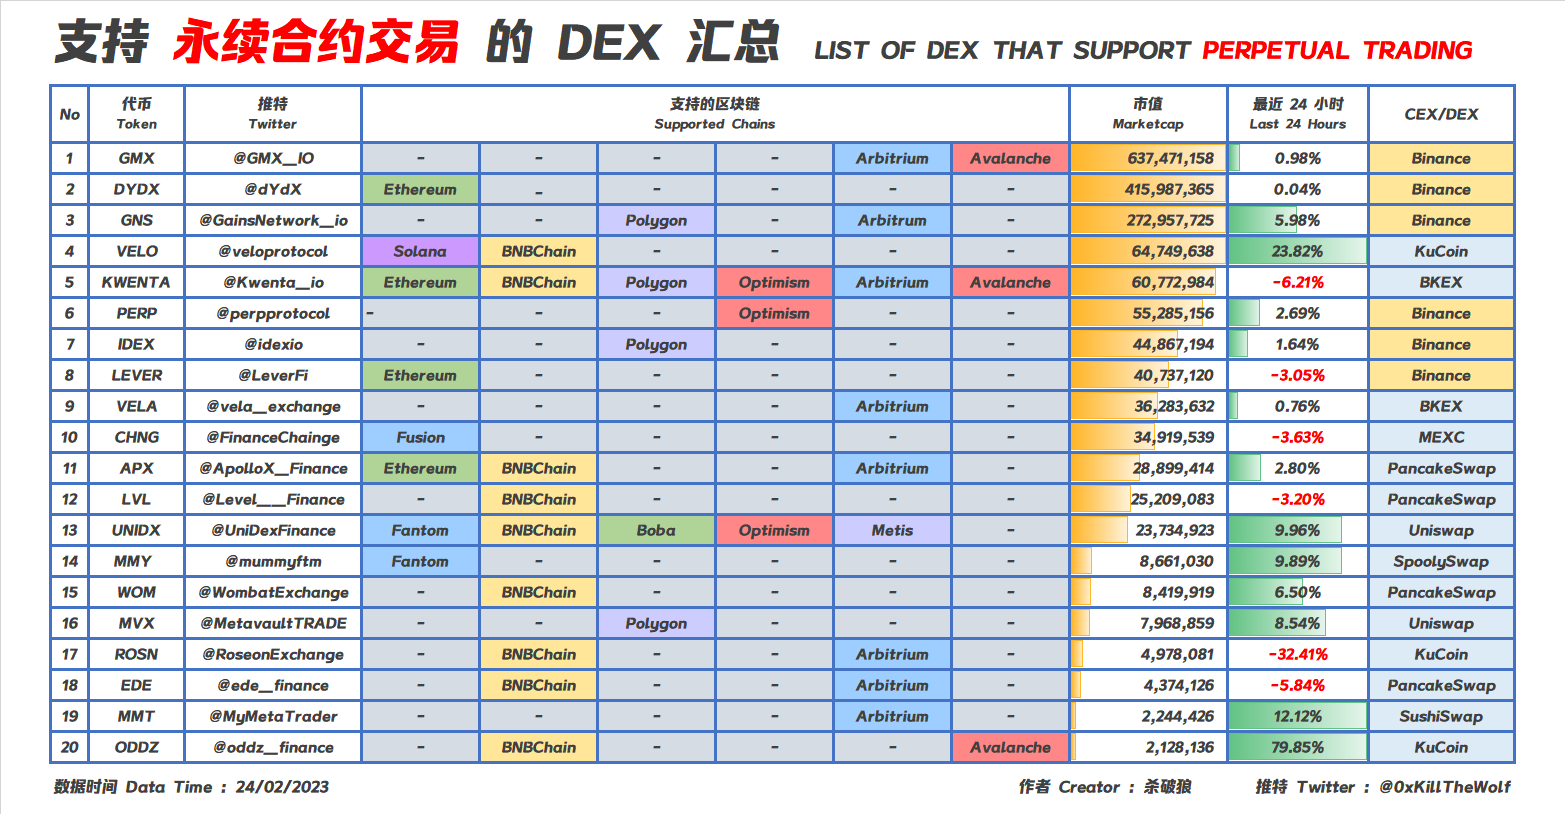 支持 永续合约交易 的 DEX 汇总 LIST OF DEX THAT SUPPORT PERPETUAL TRADING
No 代币 Token 推特 Twitter 支持的区块链 Supported Chains 市值 Marketcap 最近 24 小时 Last 24 Hours CEX/DEX
1 GMX @GMX_IO - - - - Arbitrium Avalanche 637,471,158 0.98% Binance
2 DYDX @dYdX Ethereum - - - - - 415,987,365 0.04% Binance
3 GNS @GainsNetwork_io - - Polygon - Arbitrum - 272,957,725 5.98% Binance
4 VELO @veloprotocol Solana BNBChain - - - - 64,749,638 23.82% KuCoin
5 KWENTA @Kwenta_io Ethereum BNBChain Polygon Optimism Arbitrium Avalanche 60,772,984 -6.21% BKEX
6 PERP @perpprotocol - - - Optimism - - 55,285,156 2.69% Binance
7 IDEX @idexio - - Polygon - - - 44,867,194 1.64% Binance
8 LEVER @LeverFi Ethereum - - - - - 40,737,120 -3.05% Binance
9 VELA @vela_exchange - - - - Arbitrium - 36,283,632 0.76% BKEX
10 CHNG @FinanceChainge Fusion - - - - - 34,919,539 -3.63% MEXC
11 APX @ApolloX_Finance Ethereum BNBChain - - Arbitrium - 28,899,414 2.80% PancakeSwap
12 LVL @Level__Finance - BNBChain - - - - 25,209,083 -3.20% PancakeSwap
13 UNIDX @UniDexFinance Fantom BNBChain Boba Optimism Metis - 23,734,923 9.96% Uniswap
14 MMY @mummyftm Fantom - - - - - 8,661,030 9.89% SpoolySwap
15 WOM @WombatExchange - BNBChain - - - - 8,419,919 6.50% PancakeSwap
16 MVX @MetavaultTRADE - - Polygon - - - 7,968,859 8.54% Uniswap
17 ROSN @RoseonExchange - BNBChain - - Arbitrium - 4,978,081 -32.41% KuCoin
18 EDE @ede_finance - BNBChain - - Arbitrium - 4,374,126 -5.84% PancakeSwap
19 MMT @MyMetaTrader - - - - Arbitrium - 2,244,426 12.12% SushiSwap
20 ODDZ @oddz_finance - BNBChain - - - Avalanche 2,128,136 79.85% KuCoin
数据时间 Data Time : 24/02/2023 作者 Creator : 杀破狼 推特 Twitter : @0xKillTheWolf